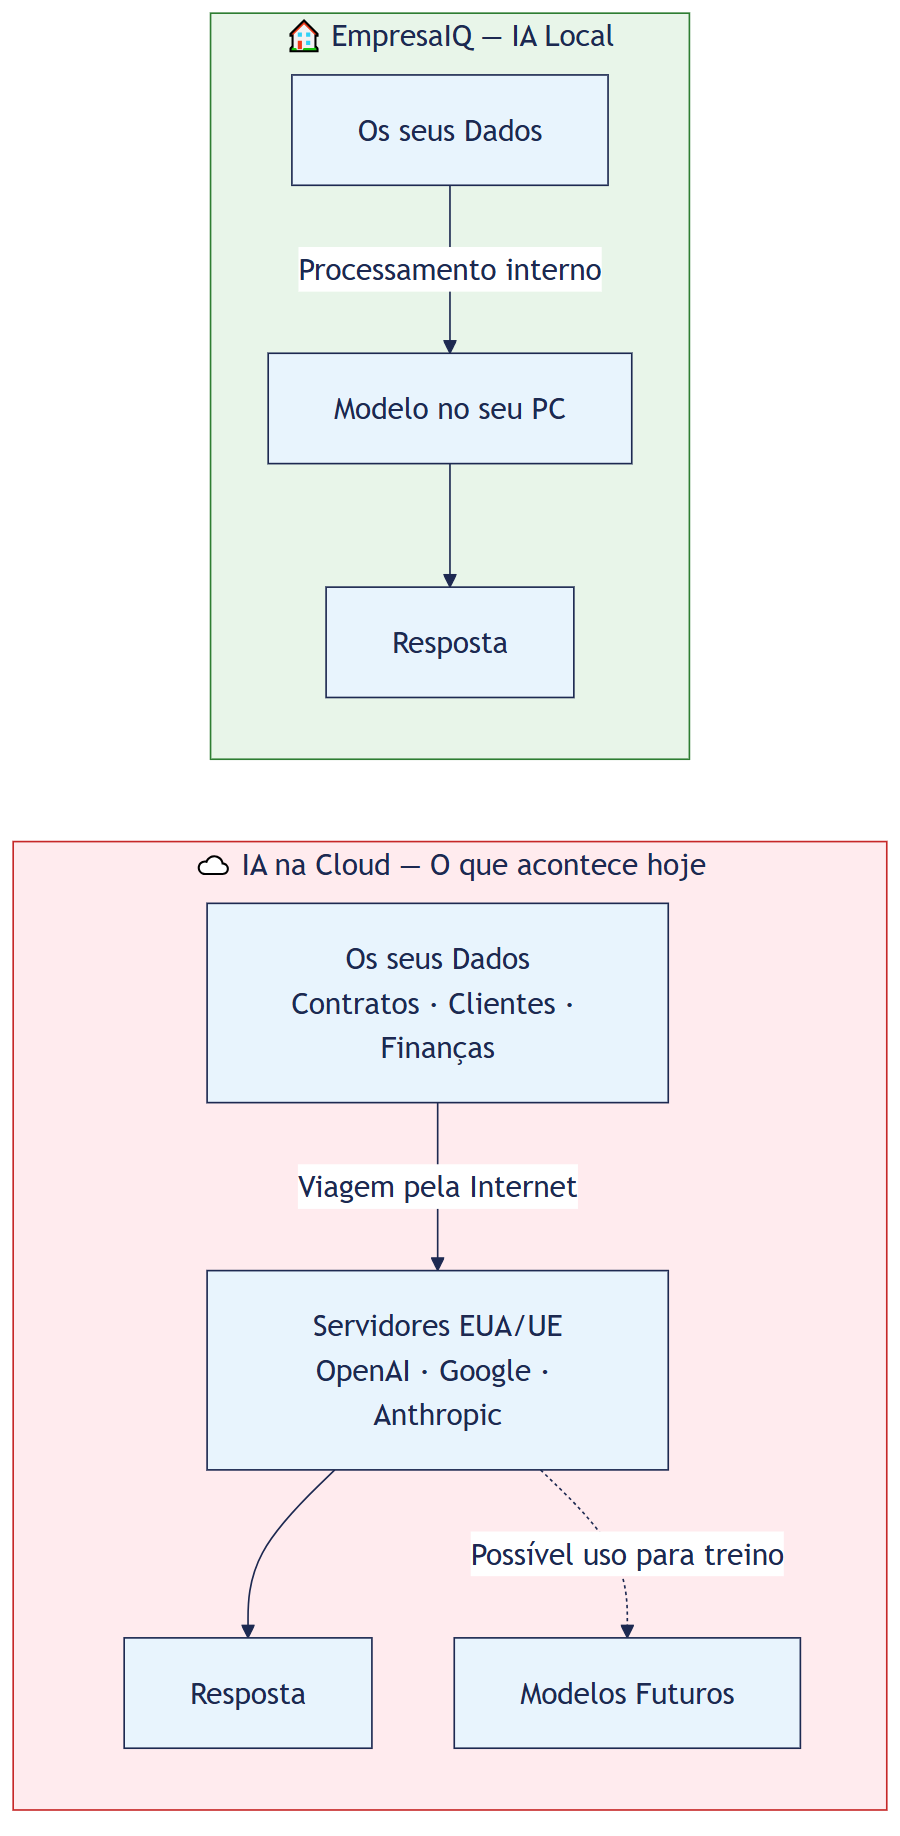 🏠 EmpresaIQ — IA Local
Os seus Dados
Processamento interno
Modelo no seu PC
Resposta
☁ IA na Cloud — O que acontece hoje
Os seus Dados
Contratos · Clientes ·
Finanças
Viagem pela Internet
Servidores EUA/UE
OpenAI · Google ·
Anthropic
Possível uso para treino
Resposta
Modelos Futuros